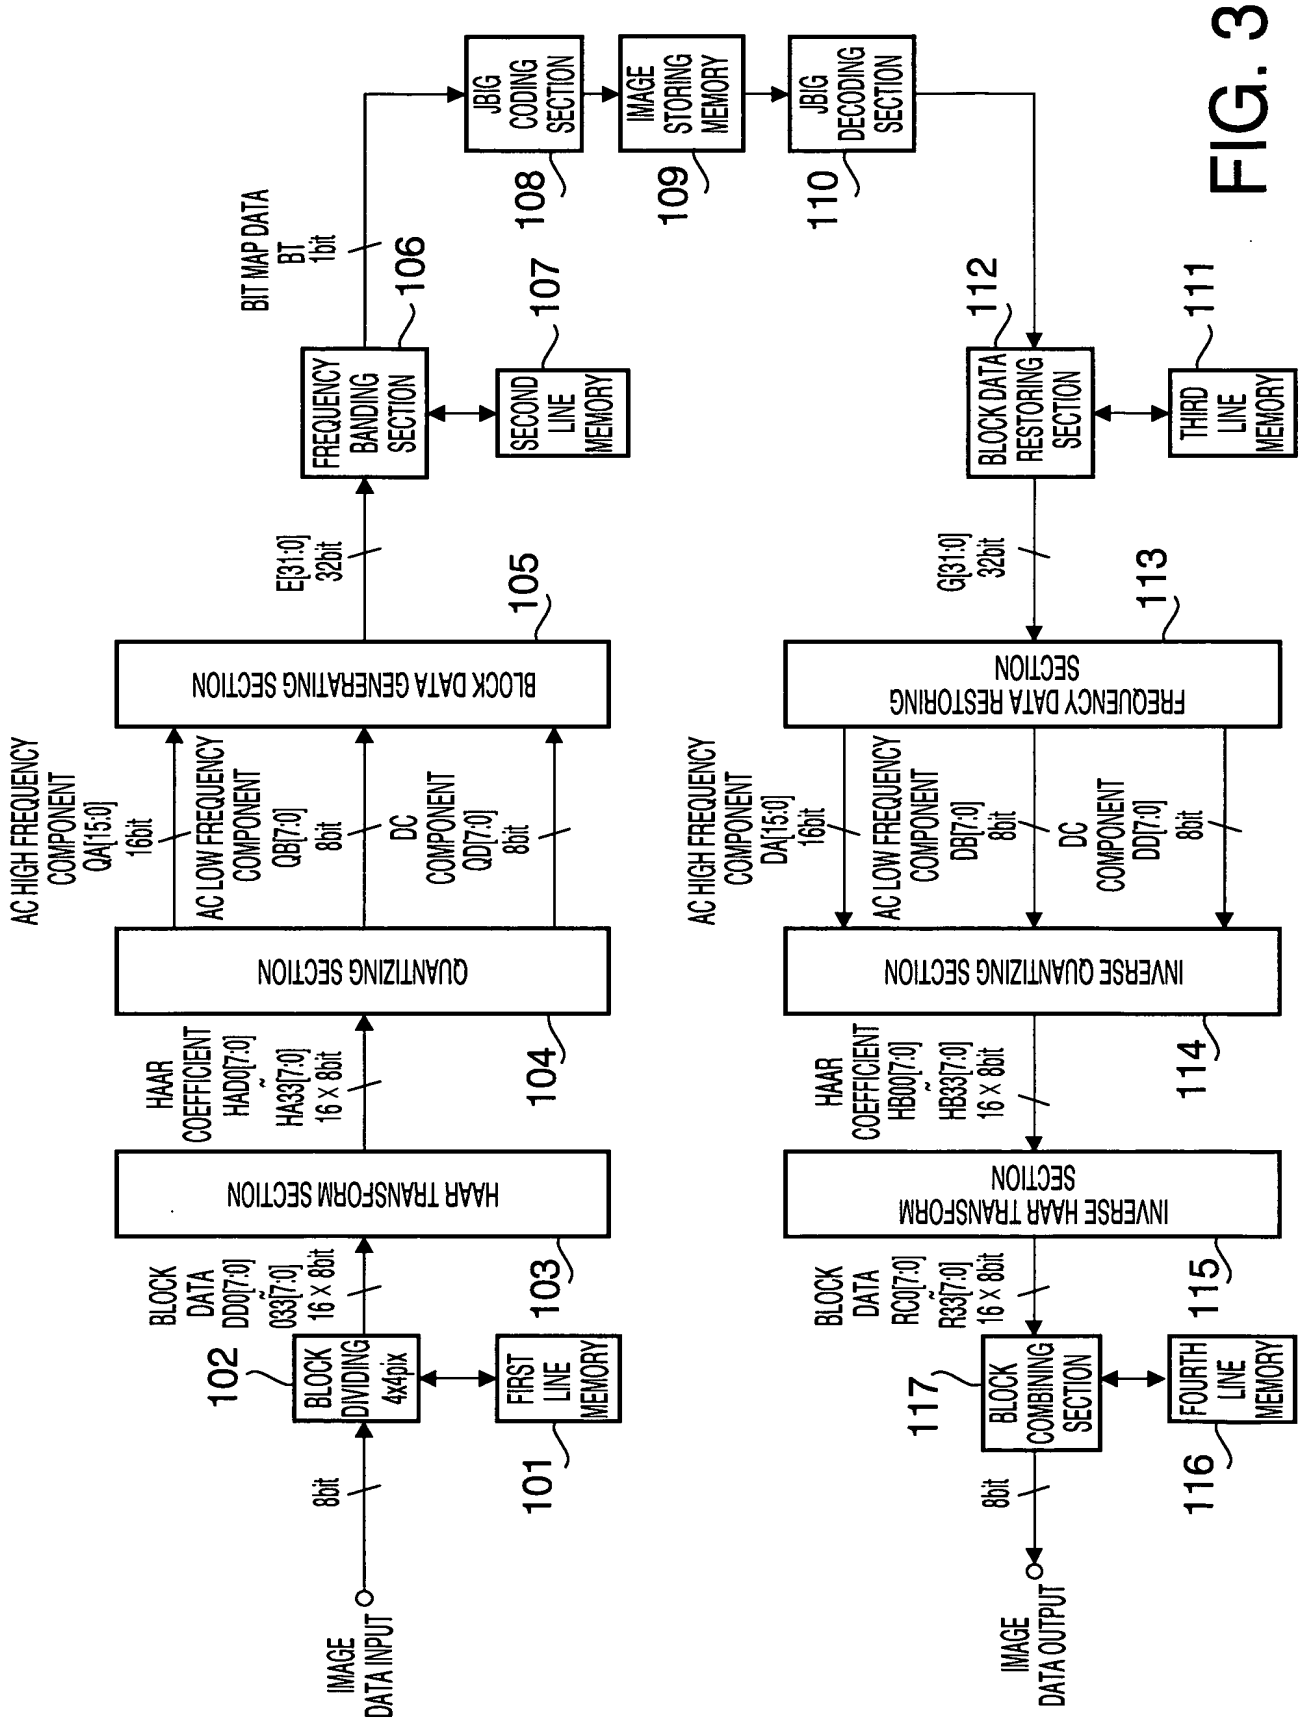 IMAGE
DATA INPUT
8bit
102
BLOCK
DIVIDING
4x4pix
FIRST
LINE
MEMORY
101
BLOCK
DATA
DD0[7:0]
~
033[7:0]
16 × 8bit
HAAR TRANSFORM SECTION
103
HAAR
COEFFICIENT
HAD0[7:0]
~
HA33[7:0]
16 × 8bit
QUANTIZING SECTION
104
AC HIGH FREQUENCY
COMPONENT
QA[15:0]
16bit
AC LOW FREQUENCY
COMPONENT
QB[7:0]
8bit
DC
COMPONENT
QD[7:0]
8bit
BLOCK DATA GENERATING SECTION
105
E[31:0]
32bit
FREQUENCY
BANDING
SECTION
106
SECOND
LINE
MEMORY
107
BIT MAP DATA
BT
1bit
JBIG
CODING
SECTION
108
IMAGE
STORING
MEMORY
109
JBIG
DECODING
SECTION
110
BLOCK DATA
RESTORING
SECTION
112
THIRD
LINE
MEMORY
111
G[31:0]
32bit
FREQUENCY DATA RESTORING
SECTION
113
AC HIGH FREQUENCY
COMPONENT
DA[15:0]
16bit
AC LOW FREQUENCY
COMPONENT
DB[7:0]
8bit
DC
COMPONENT
DD[7:0]
8bit
INVERSE QUANTIZING SECTION
114
HAAR
COEFFICIENT
HB00[7:0]
~
HB33[7:0]
16 × 8bit
INVERSE HAAR TRANSFORM
SECTION
115
BLOCK
DATA
RC0[7:0]
~
R33[7:0]
16 × 8bit
BLOCK
COMBINING
SECTION
117
FOURTH
LINE
MEMORY
116
8bit
IMAGE
DATA OUTPUT
FIG. 3